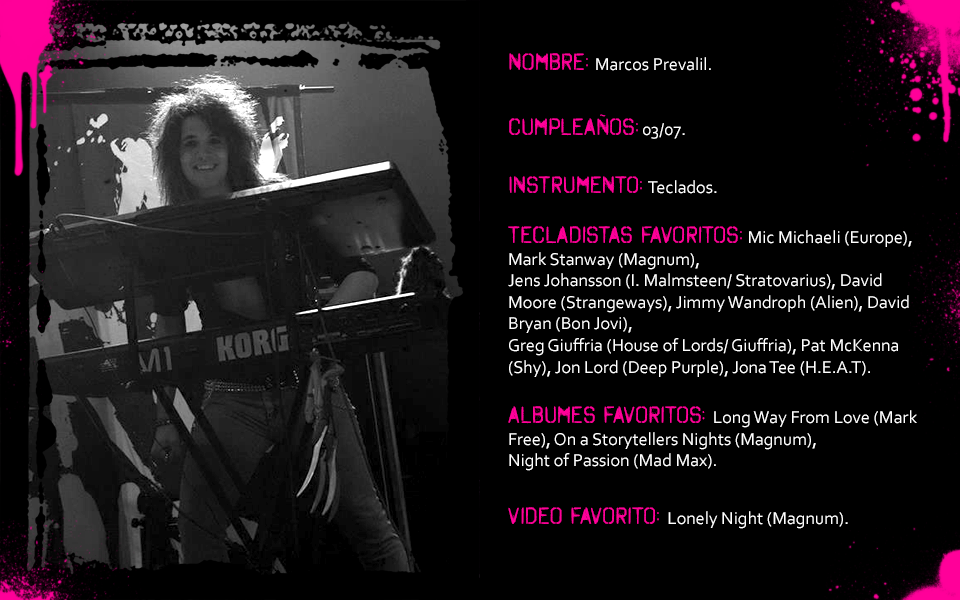 NOMBRE: Marcos Prevalil.
CUMPLEAÑOS: 03/07.
INSTRUMENTO: Teclados.
TECLADISTAS FAVORITOS: Mic Michaeli (Europe),
Mark Stanway (Magnum),
Jens Johansson (I. Malmsteen/ Stratovarius), David
Moore (Strangeways), Jimmy Wandroph (Alien), David
Bryan (Bon Jovi),
Greg Giuffria (House of Lords/ Giuffria), Pat McKenna
(Shy), Jon Lord (Deep Purple), Jona Tee (H.E.A.T).
ALBUMES FAVORITOS: Long Way From Love (Mark
Free), On a Storytellers Nights (Magnum),
Night of Passion (Mad Max).
VIDEO FAVORITO: Lonely Night (Magnum).
M1 KORG